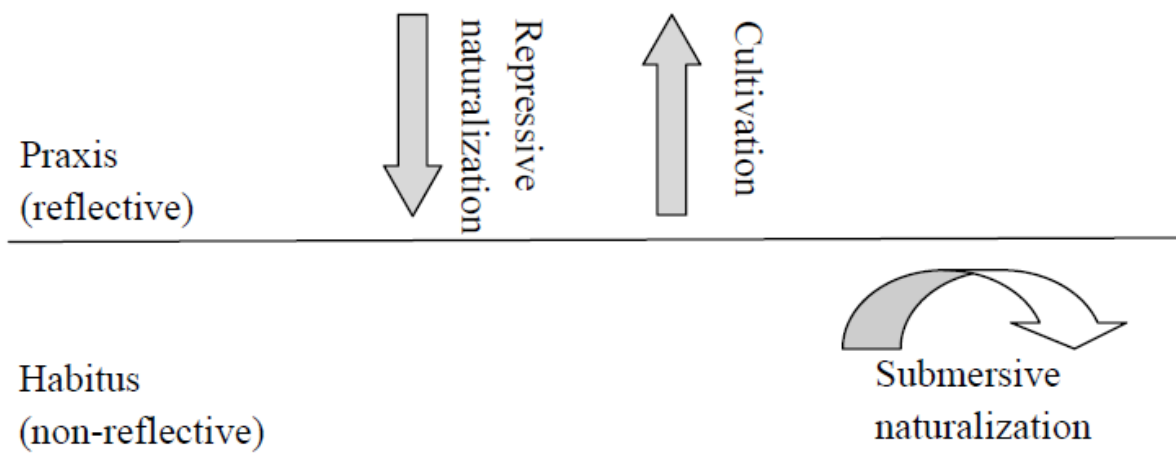 Repressive
naturalization
Cultivation
Praxis
(reflective)
Habitus
(non-reflective)
Submersive
naturalization